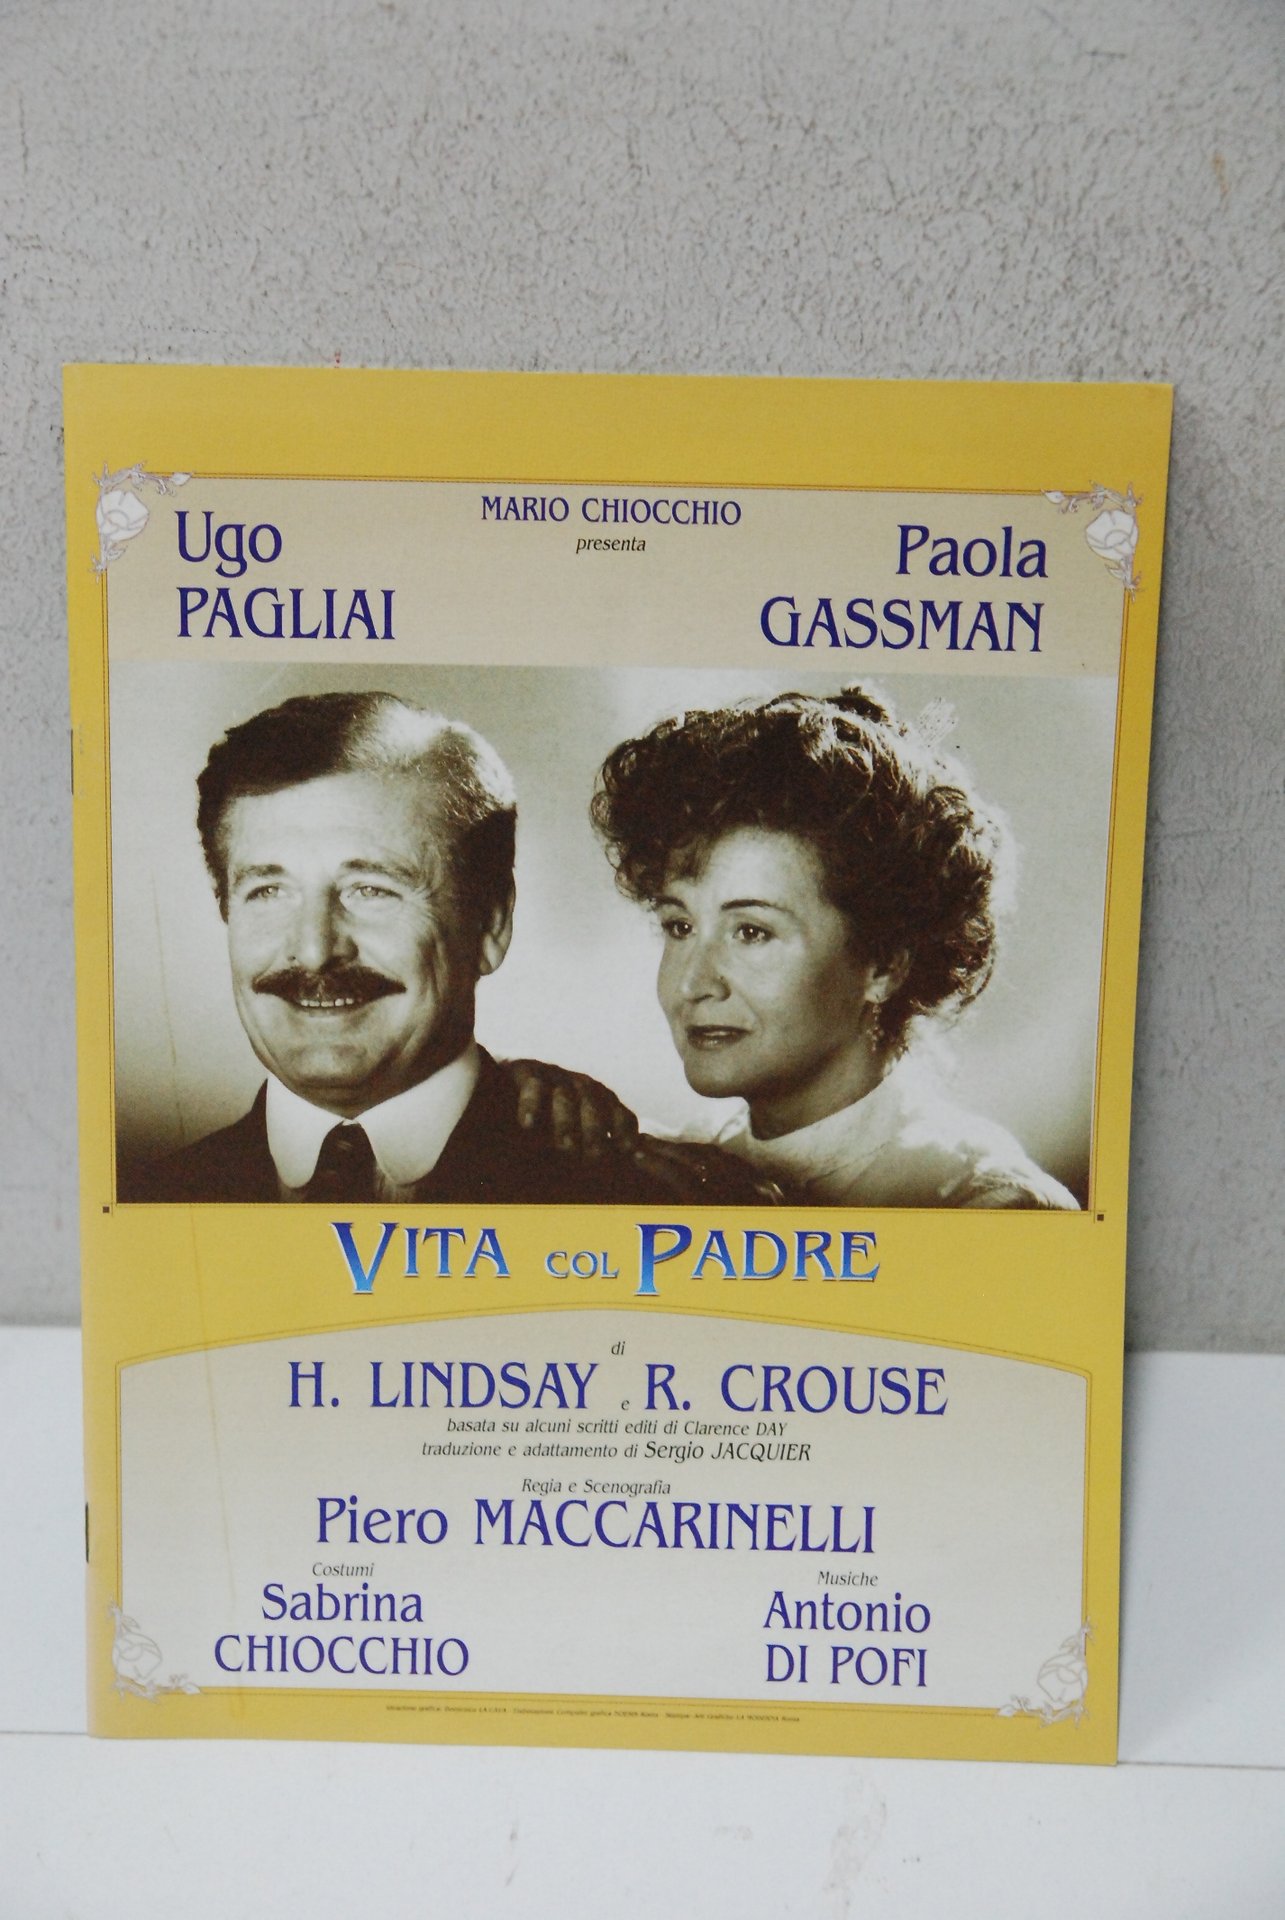 MARIO CHIOCCHIO
presenta
Ugo
PAGLIAI
Paola
GASSMAN
VITA COL PADRE
di
H. LINDSAY e R. CROUSE
basata su alcuni scritti editi di Clarence DAY
traduzione e adattamento di Sergio JACQUIER
Regia e Scenografia
Piero MACCARINELLI
Costumi
Sabrina
CHIOCCHIO
Musiche
Antonio
DI POFI